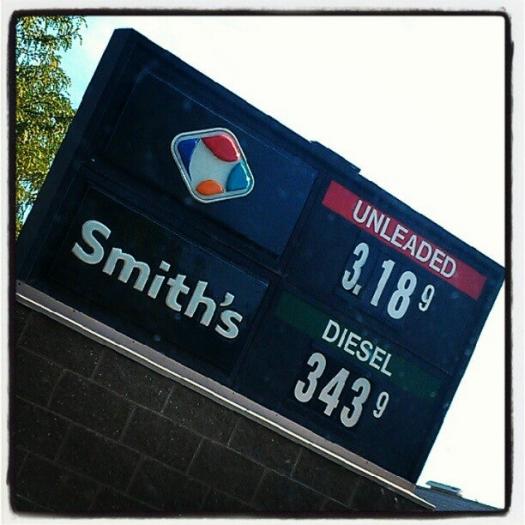 Smith's
UNLEADED
3.18 9
DIESEL
343 9